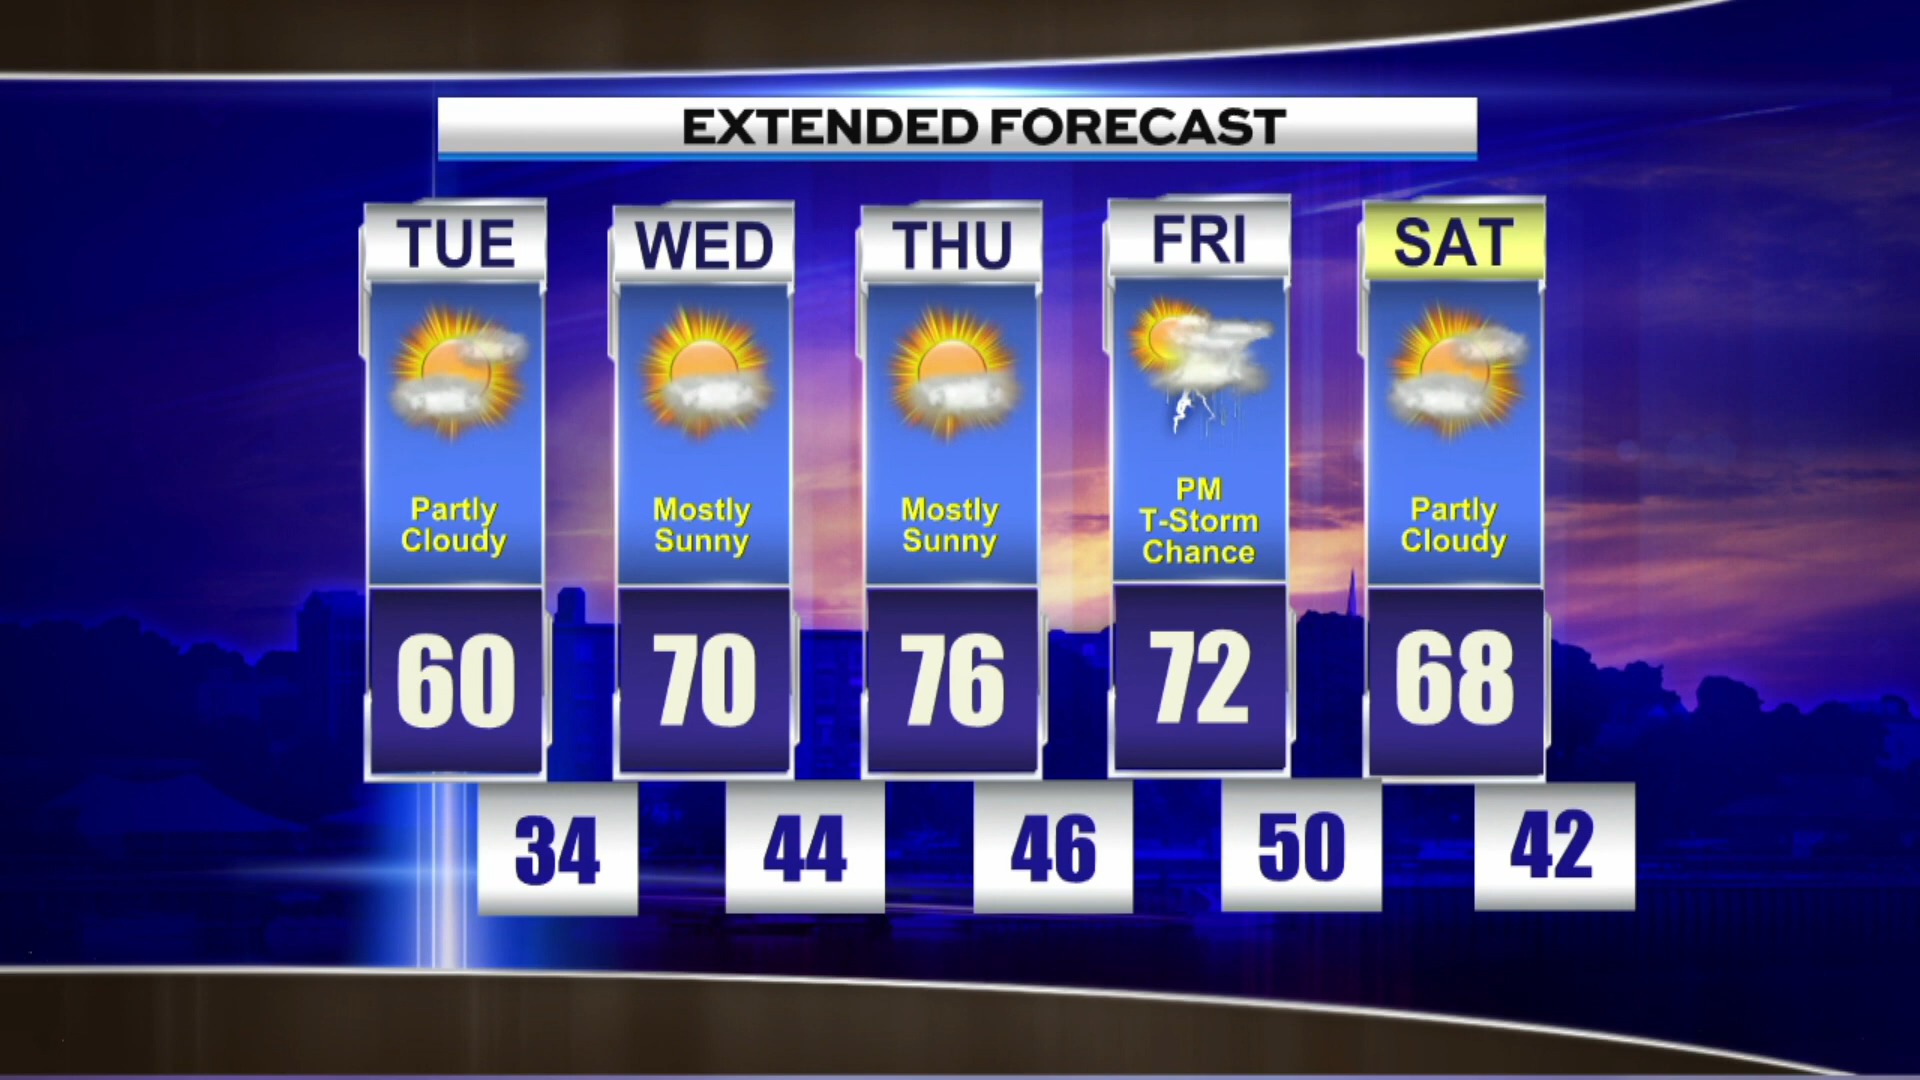 EXTENDED FORECAST
TUE
WED
THU
FRI
SAT
Partly
Cloudy
Mostly
Sunny
Mostly
Sunny
PM
T-Storm
Chance
Partly
Cloudy
60
70
76
72
68
34
44
46
50
42